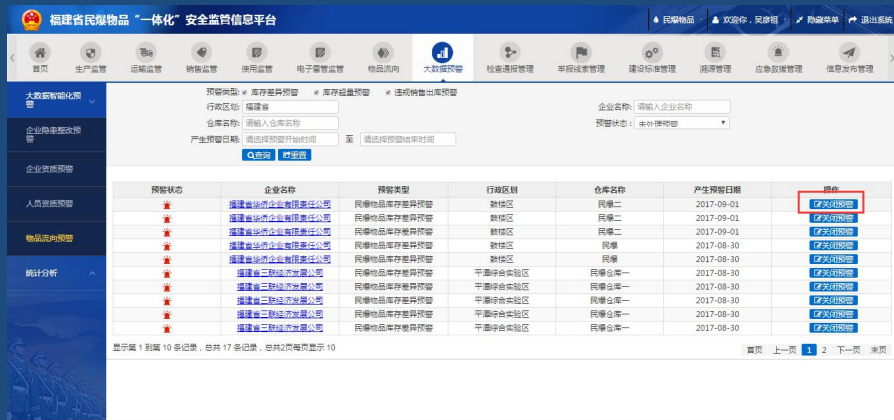 福建省民爆物品“一体化”安全监管信息平台
民爆物品 欢迎你，吴彦祖 隐藏菜单 退出系统
首页 生产监管 运输监管 销售监管 使用监管 电子雷管监管 物品流向 大数据预警 检查通报管理 举报线索管理 建设标准管理 溯源管理 应急救援管理 信息发布管理
大数据智能化预警
企业隐患整改预警
企业资质预警
人员资质预警
物品流向预警
统计分析
预警类型: 库存差异预警 库存超量预警 违规销售出库预警
行政区划: 福建省 企业名称: 请输入企业名称
仓库名称: 请输入仓库名称 预警状态: 未处理预警
产生预警日期: 请选择预警开始时间 至 请选择预警结束时间
查询 重置
预警状态 企业名称 预警类型 行政区划 仓库名称 产生预警日期 操作
福建省华侨企业有限责任公司 民爆物品库存差异预警 鼓楼区 民爆二 2017-09-01 关闭预警
福建省华侨企业有限责任公司 民爆物品库存差异预警 鼓楼区 民爆二 2017-09-01 关闭预警
福建省华侨企业有限责任公司 民爆物品库存差异预警 鼓楼区 民爆二 2017-09-01 关闭预警
福建省华侨企业有限责任公司 民爆物品库存差异预警 鼓楼区 民爆 2017-08-30 关闭预警
福建省华侨企业有限责任公司 民爆物品库存差异预警 鼓楼区 民爆 2017-08-30 关闭预警
福建省三联经济发展公司 民爆物品库存差异预警 平潭综合实验区 民爆仓库一 2017-08-30 关闭预警
福建省三联经济发展公司 民爆物品库存差异预警 平潭综合实验区 民爆仓库一 2017-08-30 关闭预警
福建省三联经济发展公司 民爆物品库存差异预警 平潭综合实验区 民爆仓库一 2017-08-30 关闭预警
福建省三联经济发展公司 民爆物品库存差异预警 平潭综合实验区 民爆仓库一 2017-08-30 关闭预警
福建省三联经济发展公司 民爆物品库存差异预警 平潭综合实验区 民爆仓库一 2017-08-30 关闭预警
显示第 1 到第 10 条记录，总共 17 条记录，总共2页每页显示 10
首页 上一页 1 2 下一页 末页